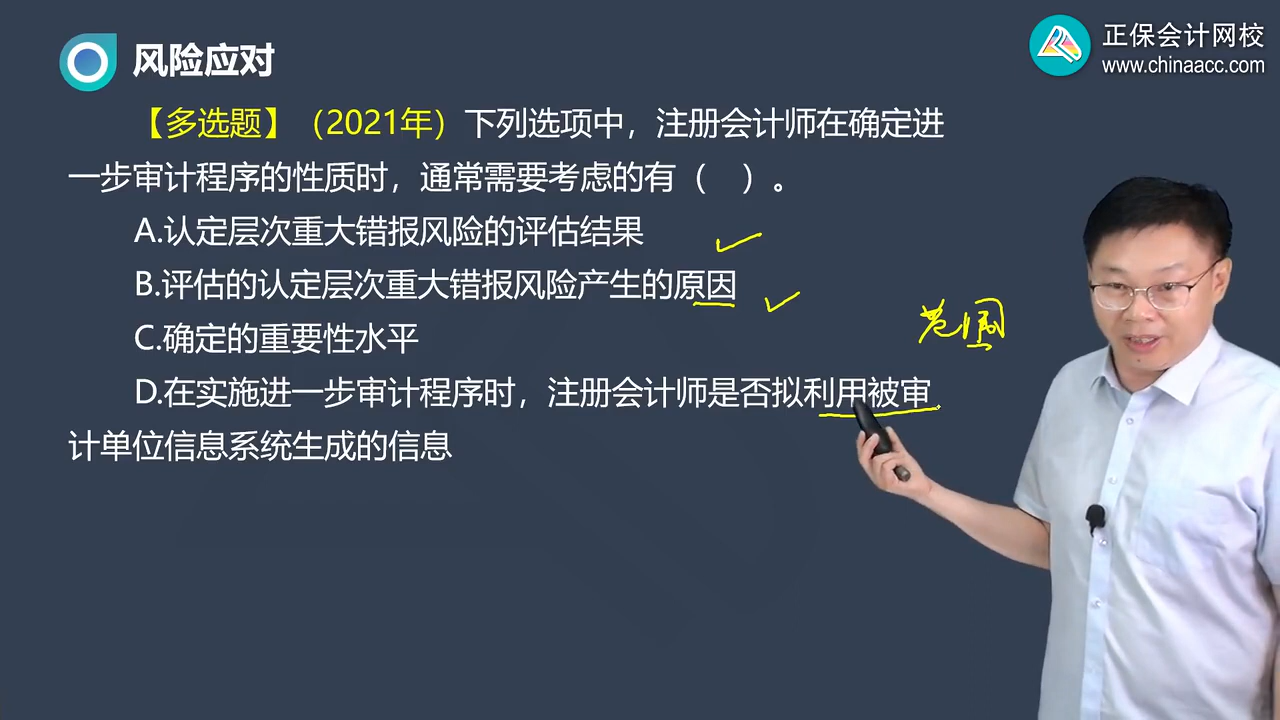 风险应对
正保会计网校
www.chinaacc.com
【多选题】（2021年）下列选项中，注册会计师在确定进
一步审计程序的性质时，通常需要考虑的有（　）。
A.认定层次重大错报风险的评估结果
B.评估的认定层次重大错报风险产生的原因
范围
C.确定的重要性水平
D.在实施进一步审计程序时，注册会计师是否拟利用被审
计单位信息系统生成的信息